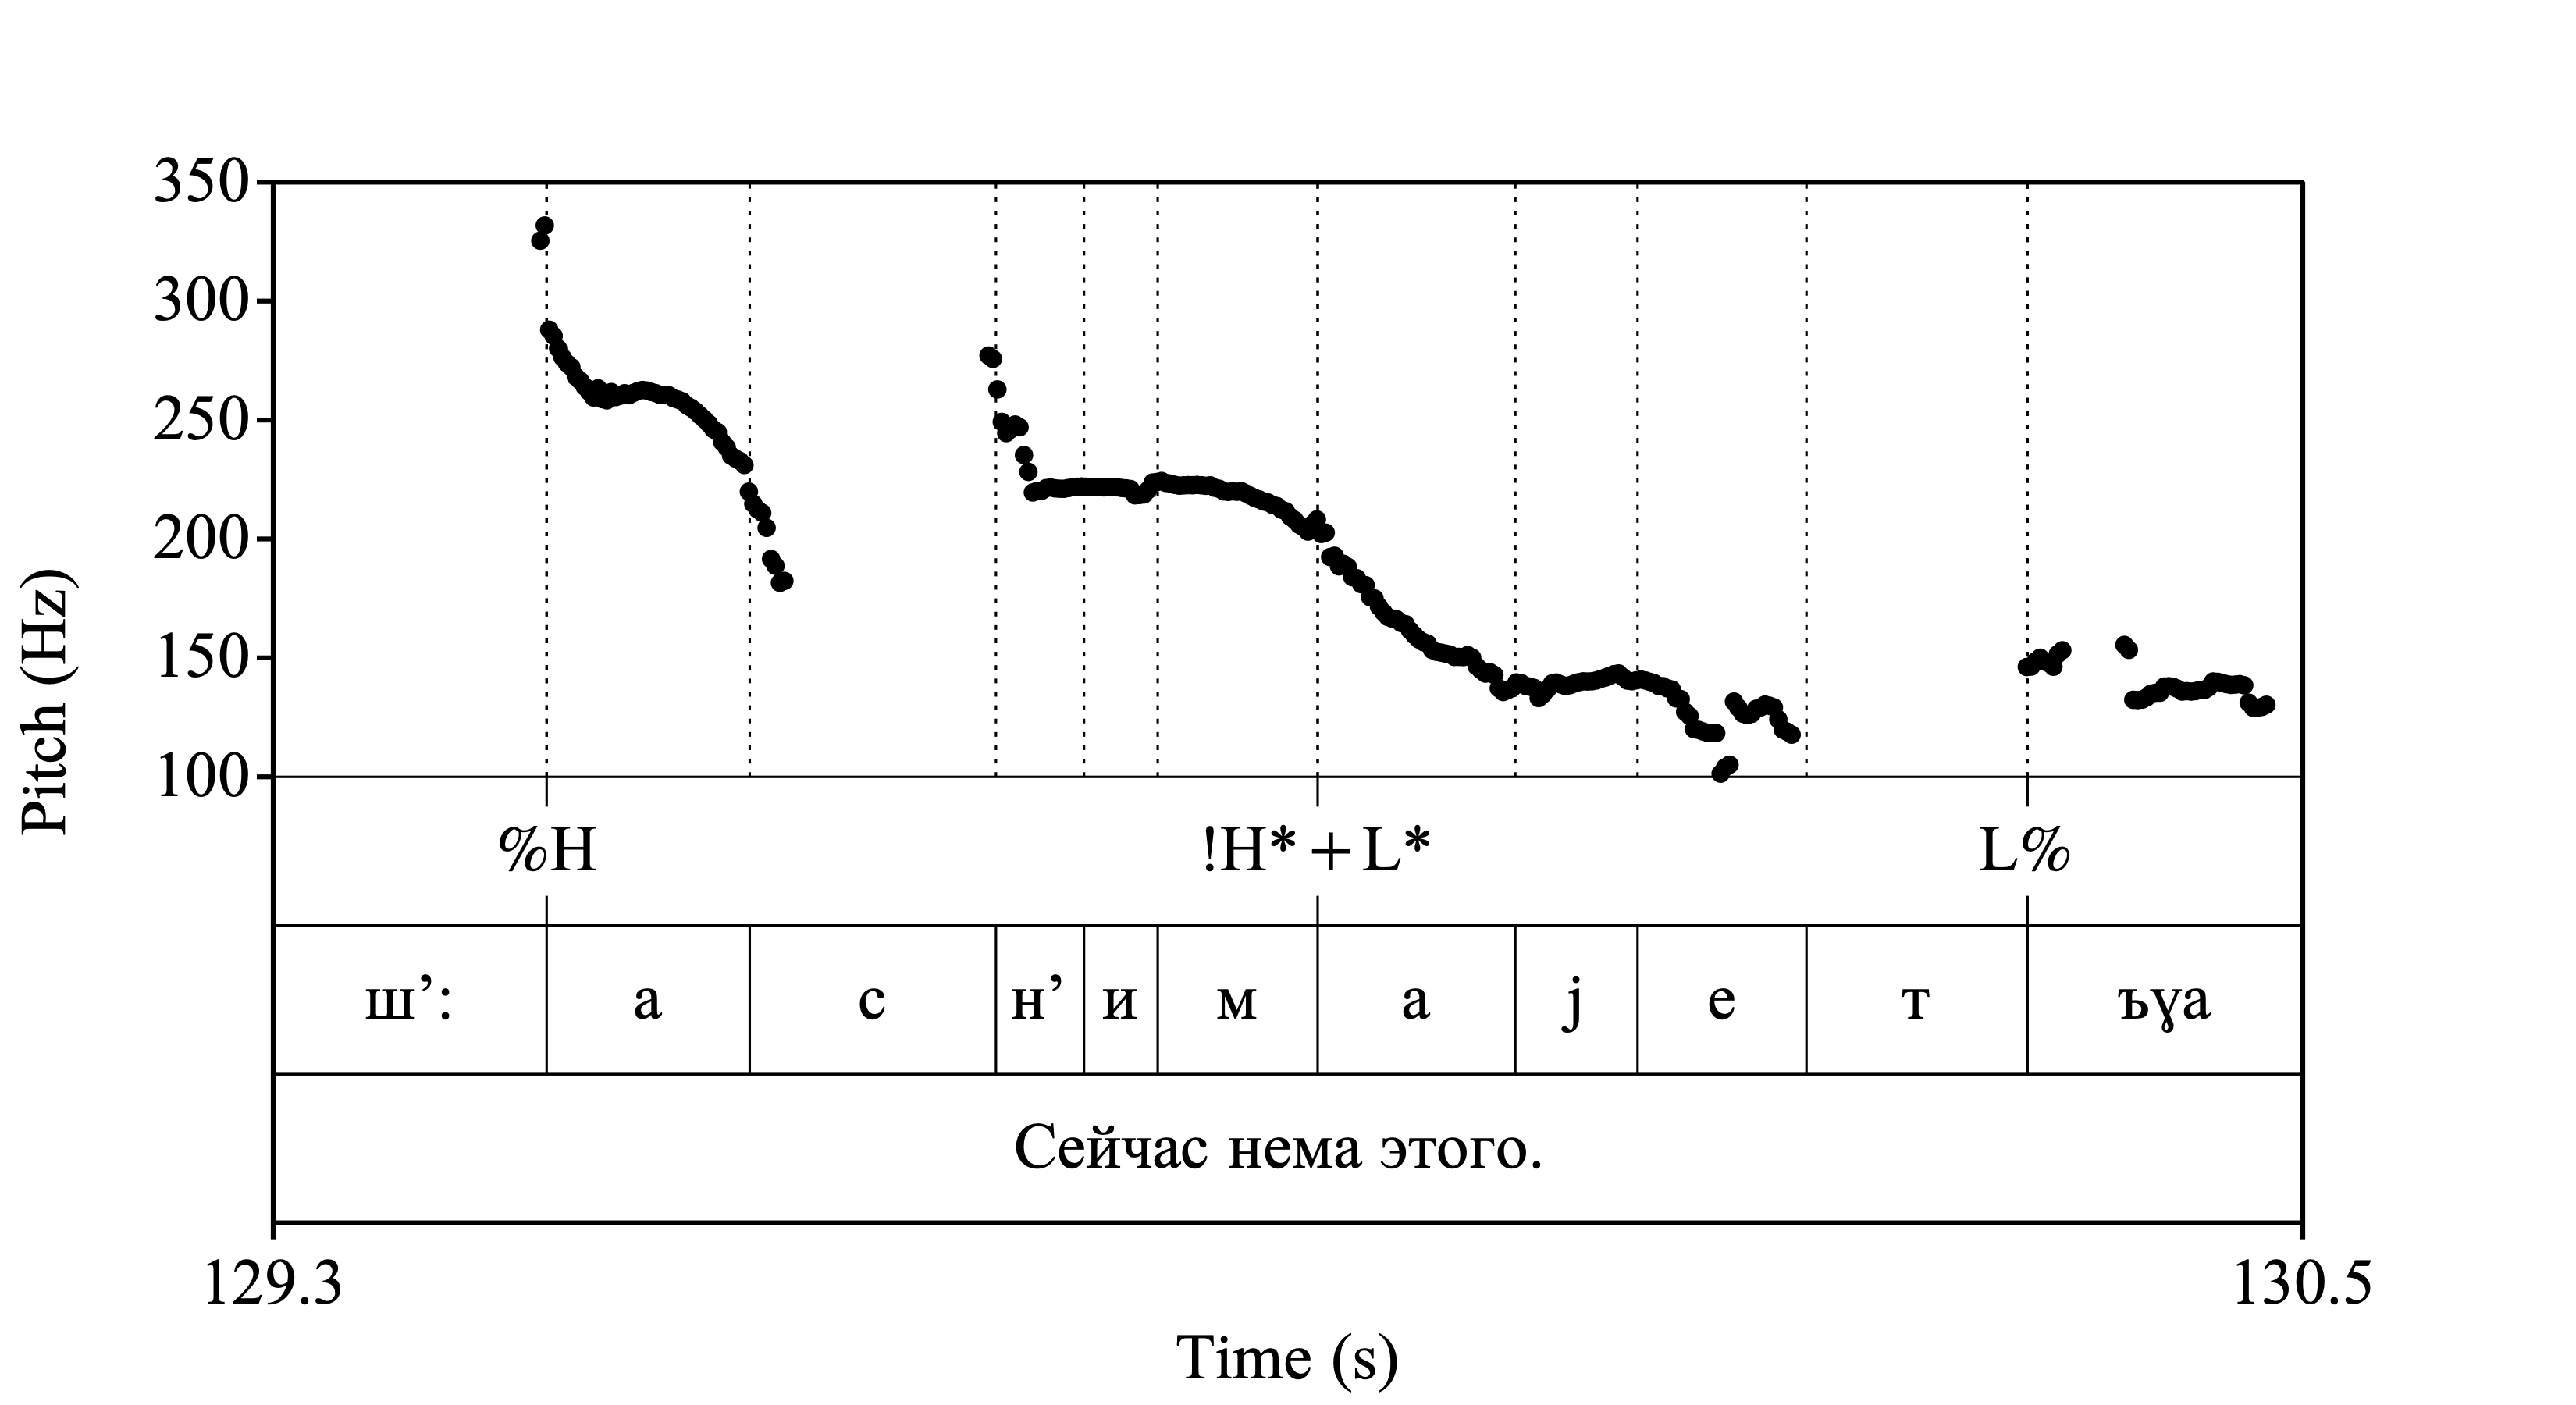 350
300
250
200
150
100
Pitch (Hz)
%H !H*+L* L%
ш’: а с н’ и м а j е т ъɣа
Сейчас нема этого.
129.3 130.5
Time (s)